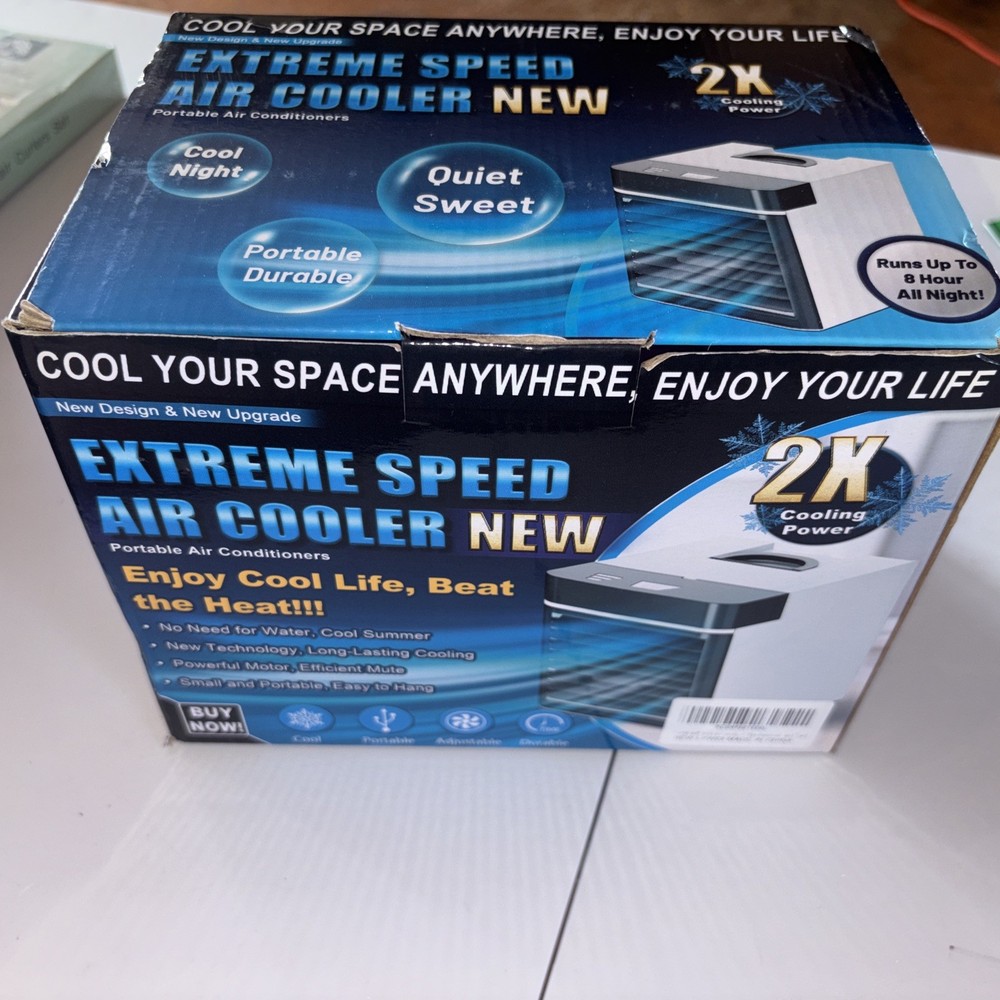 COOL YOUR SPACE ANYWHERE, ENJOY YOUR LIFE
New Design & New Upgrade
EXTREME SPEED
AIR COOLER NEW
Portable Air Conditioners
2X
Cooling
Power
Cool
Night
Quiet
Sweet
Portable
Durable
Runs Up To
8 Hour
All Night!
COOL YOUR SPACE ANYWHERE, ENJOY YOUR LIFE
New Design & New Upgrade
EXTREME SPEED
AIR COOLER NEW
Portable Air Conditioners
2X
Cooling
Power
Enjoy Cool Life, Beat
the Heat!!!
• No Need for Water, Cool Summer
• New Technology, Long-Lasting Cooling
• Powerful Motor, Efficient Mute
• Small and Portable, Easy to Hang
BUY
NOW!
Cool Portable Adjustable Durable